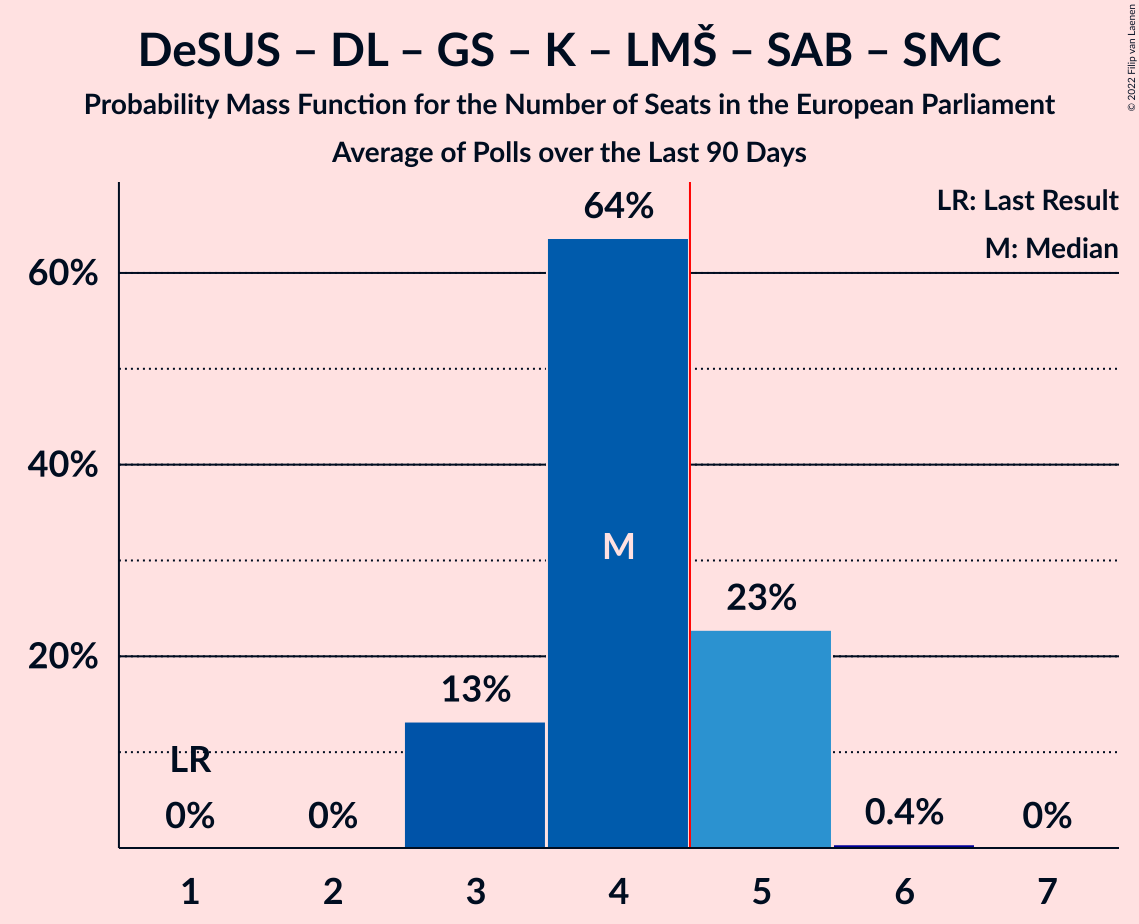 DeSUS – DL – GS – K – LMŠ – SAB – SMC
Probability Mass Function for the Number of Seats in the European Parliament
Average of Polls over the Last 90 Days
© 2022 Filip van Laenen
LR: Last Result
M: Median
64%
60%
40%
M
23%
20%
13%
LR
0%
0%
0.4%
0%
1 2 3 4 5 6 7